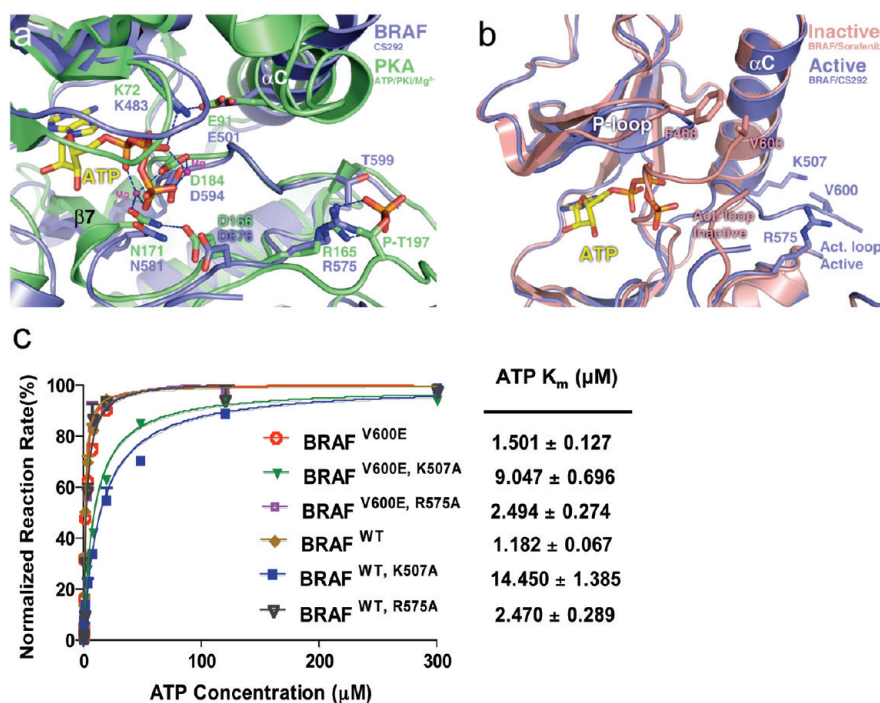 a
BRAF
CS292
PKA
ATP/PKI/Mg²⁺
αC
K72
K483
E91
E501
T599
Mg
ATP
D184
D594
Mg
β7
D166
D576
N171
N581
R165
R575
P-T197
b
Inactive
BRAF/Sorafenib
Active
BRAF/CS292
αC
P-loop
F468
V600
K507
V600
Act. loop
Inactive
R575
ATP
Act. loop
Active
c
Normalized Reaction Rate(%)
100
80
60
40
20
0
0
100
200
300
ATP Concentration (μM)
BRAF V600E
BRAF V600E, K507A
BRAF V600E, R575A
BRAF WT
BRAF WT, K507A
BRAF WT, R575A
ATP Km (μM)
1.501 ± 0.127
9.047 ± 0.696
2.494 ± 0.274
1.182 ± 0.067
14.450 ± 1.385
2.470 ± 0.289